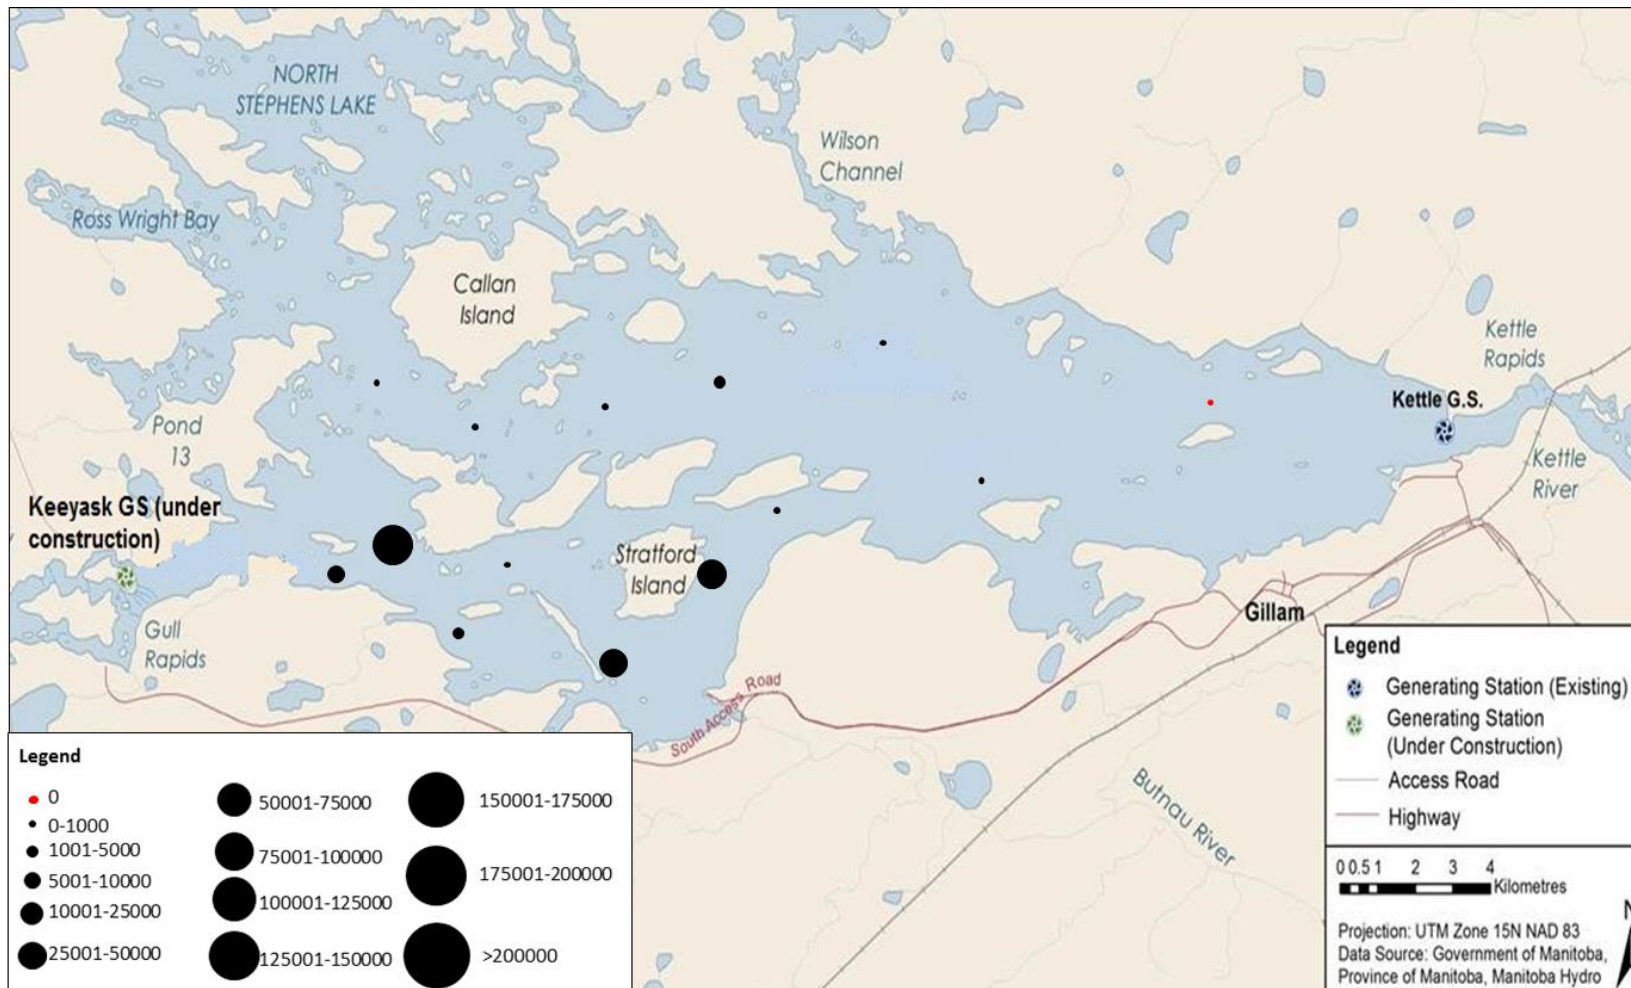 NORTH
STEPHENS LAKE
Wilson
Channel
Ross Wright Bay
Callan
Island
Kettle
Rapids
Kettle G.S.
Pond
13
Kettle
River
Keeyask GS (under
construction)
Stratford
Island
Gillam
Gull
Rapids
South Access Road
Butnau River
Legend
Generating Station (Existing)
Generating Station
(Under Construction)
Access Road
Highway
0 0.5 1 2 3 4
Kilometres
Projection: UTM Zone 15N NAD 83
Data Source: Government of Manitoba,
Province of Manitoba, Manitoba Hydro
N
Legend
0
0-1000
1001-5000
5001-10000
10001-25000
25001-50000
50001-75000
75001-100000
100001-125000
125001-150000
150001-175000
175001-200000
>200000